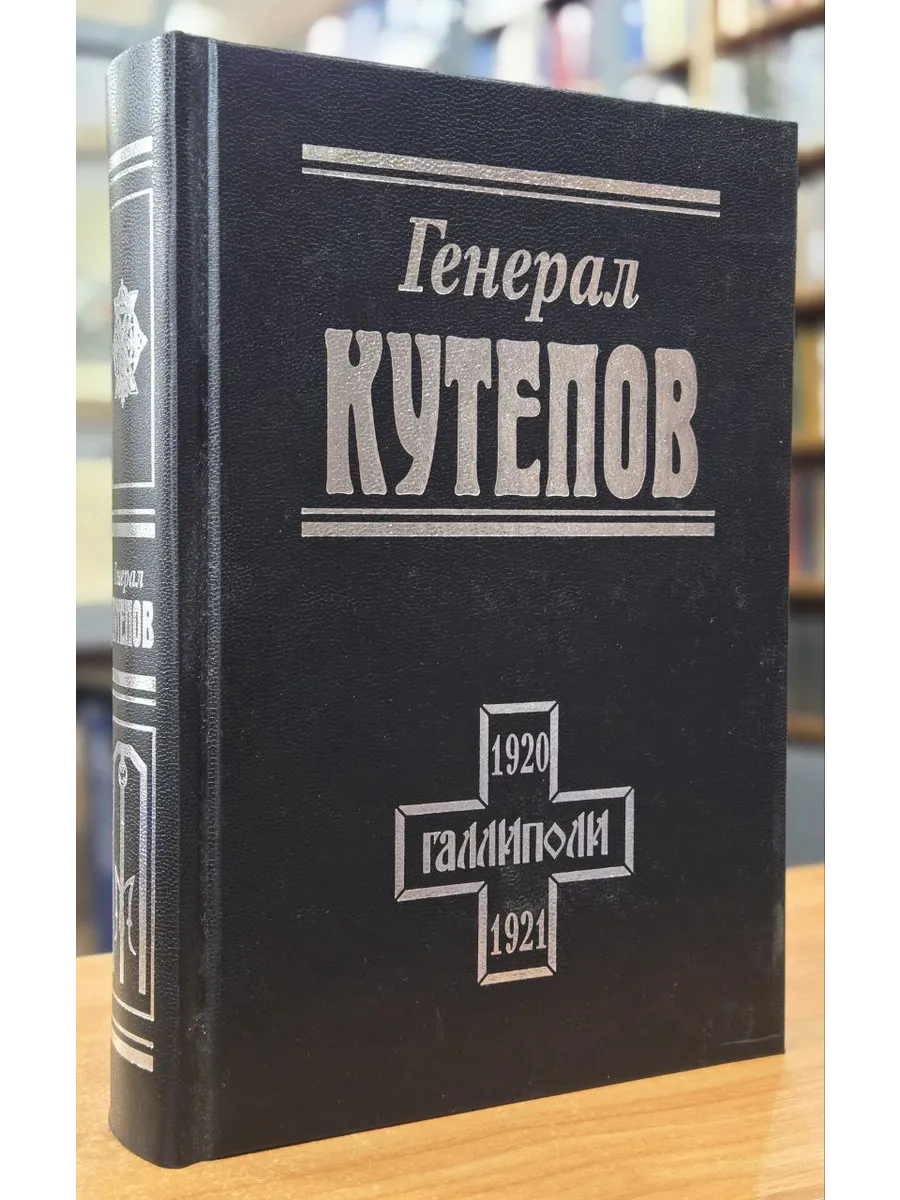 Генерал
КУТЕПОВ
1920
ГАЛЛИПОЛИ
1921
Генерал
КУТЕПОВ